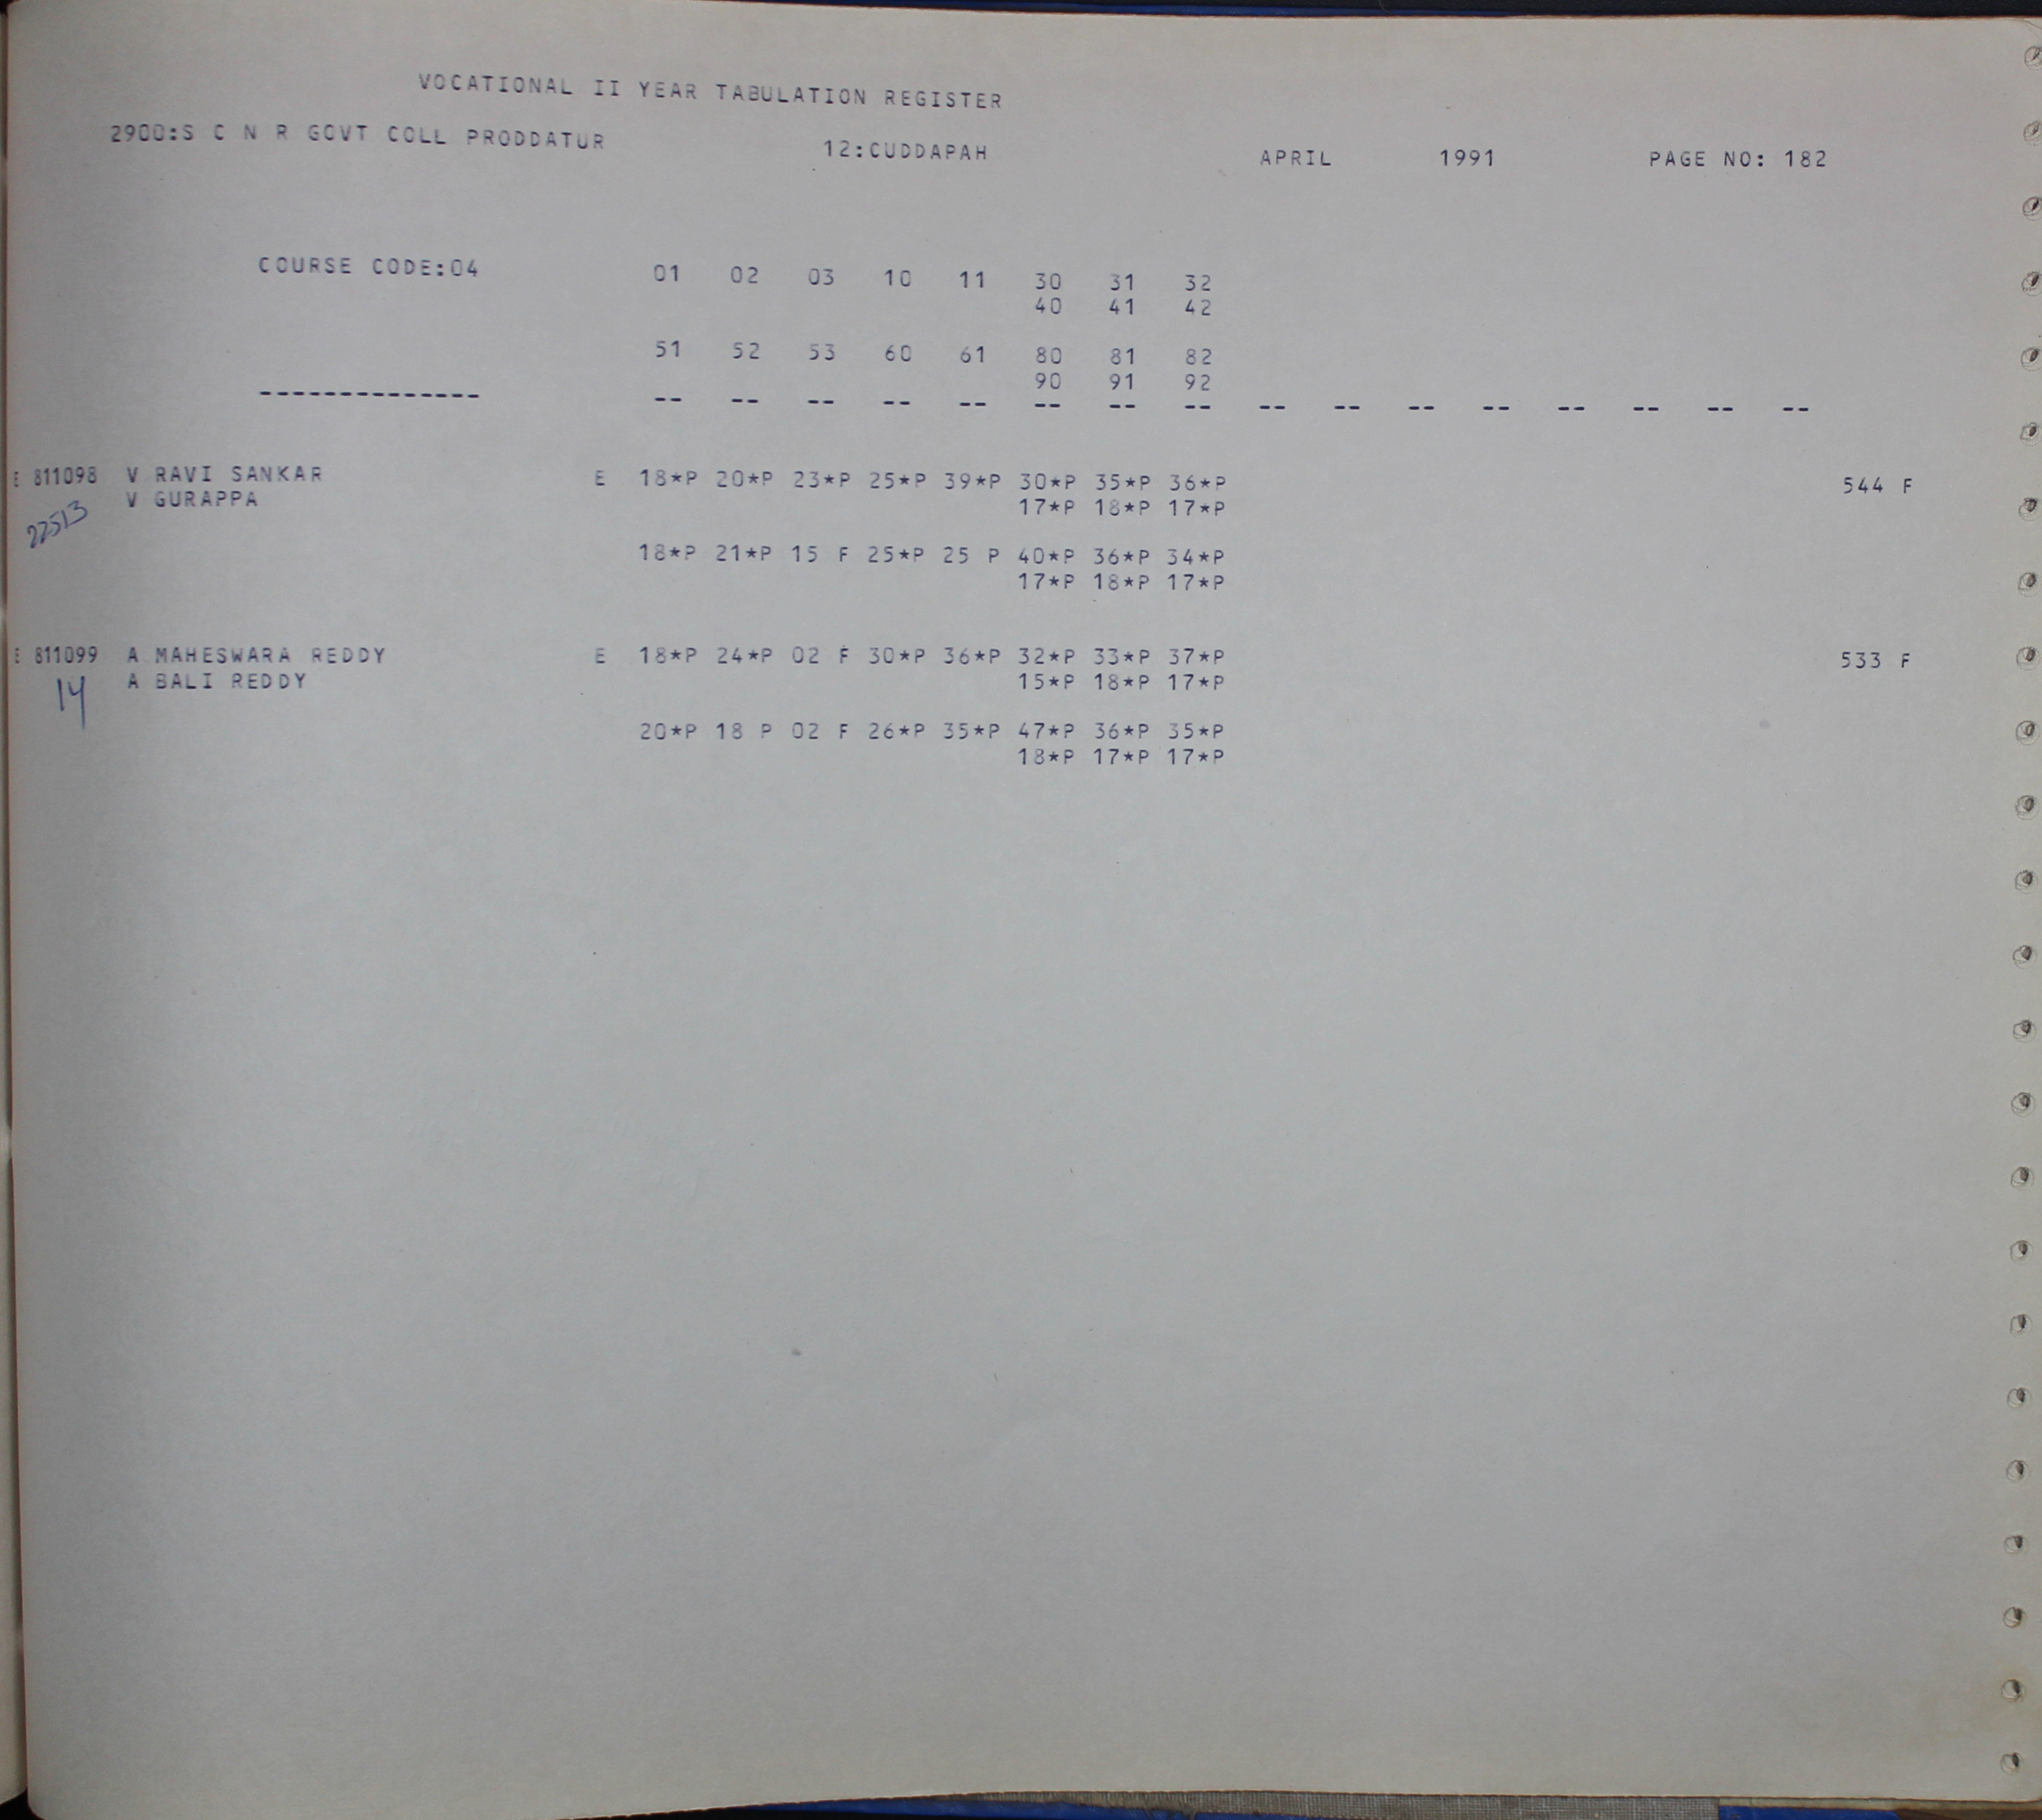 VOCATIONAL II YEAR TABULATION REGISTER
2900:S C N R GOVT COLL PRODDATUR 12:CUDDAPAH APRIL 1991 PAGE NO: 182
COURSE CODE:04 01 02 03 10 11 30 31 32
40 41 42
51 52 53 60 61 80 81 82
90 91 92
-------------- -- -- -- -- -- -- -- -- -- -- -- -- -- -- -- --
E 811098 V RAVI SANKAR E 18*P 20*P 23*P 25*P 39*P 30*P 35*P 36*P 544 F
22513 V GURAPPA 17*P 18*P 17*P
18*P 21*P 15 F 25*P 25 P 40*P 36*P 34*P
17*P 18*P 17*P
E 811099 A MAHESWARA REDDY E 18*P 24*P 02 F 30*P 36*P 32*P 33*P 37*P 533 F
14 A BALI REDDY 15*P 18*P 17*P
20*P 18 P 02 F 26*P 35*P 47*P 36*P 35*P
18*P 17*P 17*P